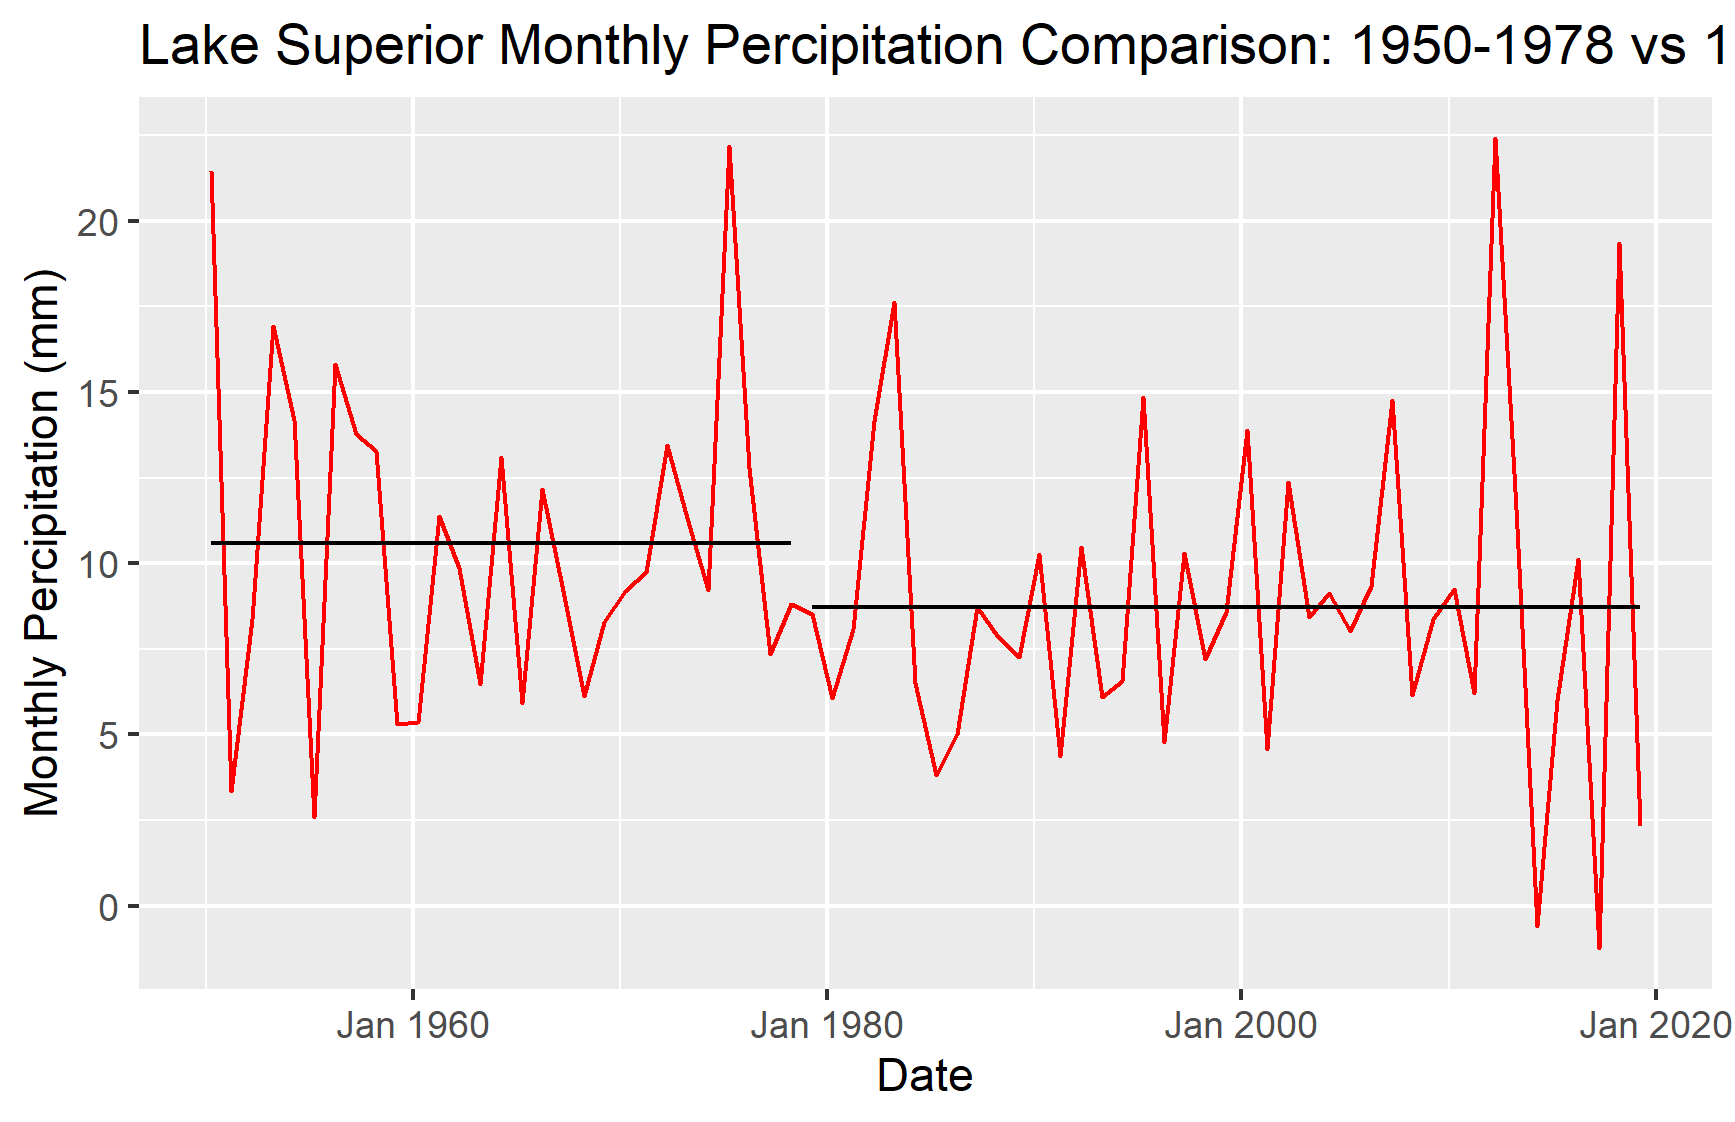 Lake Superior Monthly Percipitation Comparison: 1950-1978 vs 1
Monthly Percipitation (mm)
20
15
10
5
0
Jan 1960
Jan 1980
Jan 2000
Jan 2020
Date